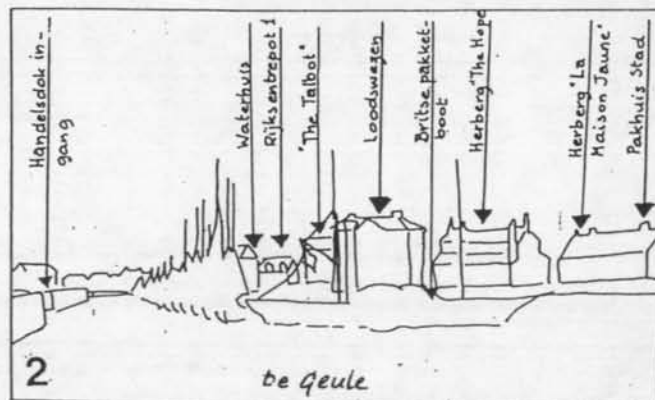 Handelsdok in-
gang
Waterhuis
Rijksentrepot 1
"The Talbot"
Loodswezen
Britse pakket-
boot
Herberg "The Hope"
Herberg "La
Maison Jaune"
Pakhuis Stad
2
De Geule